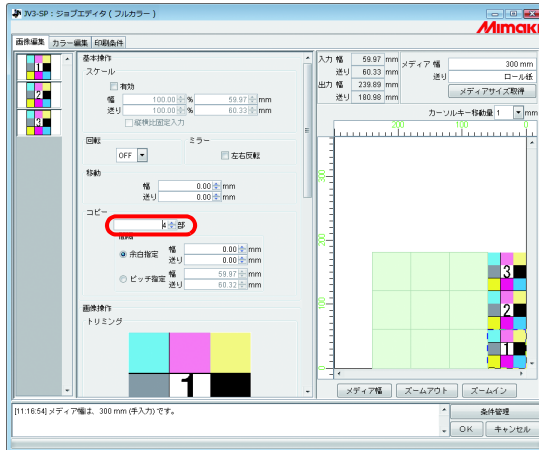 JV3-SP：ジョブエディタ（フルカラー）
Mimaki
画像編集 カラー編集 印刷条件
1
2
3
基本操作
スケール
有効
幅 100.00 % 59.97 mm
送り 100.00 % 60.33 mm
縦横比固定入力
回転 ミラー
OFF 左右反転
移動
幅 0.00 mm
送り 0.00 mm
コピー
4 部
余白指定 幅 0.00 mm
送り 0.00 mm
ピッチ指定 幅 59.97 mm
送り 60.32 mm
画像操作
トリミング
1
入力 幅 59.97 mm
送り 60.33 mm
出力 幅 239.89 mm
送り 180.98 mm
メディア 幅 300 mm
送り ロール紙
メディアサイズ取得
カーソルキー移動量 1 mm
200 100 0
300
200
100
0
3
2
1
メディア幅 ズームアウト ズームイン
[11:16:54] メディア幅は、300 mm (手入力) です。
条件管理
OK キャンセル